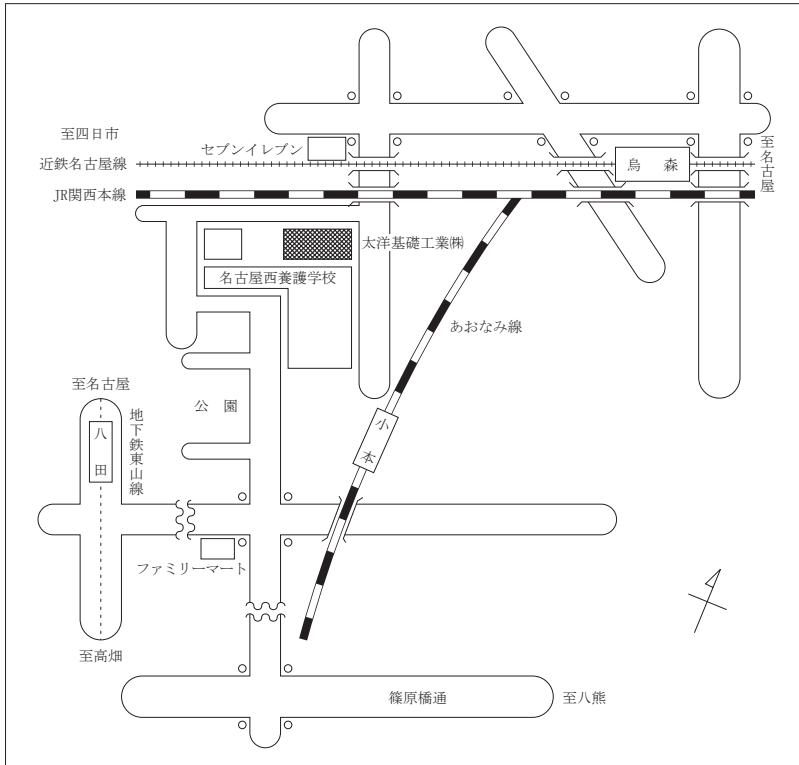 至四日市
セブンイレブン
近鉄名古屋線
烏森
至名古屋
JR関西本線
太洋基礎工業㈱
名古屋西養護学校
あおなみ線
至名古屋
公園
小本
八田
地下鉄東山線
ファミリーマート
至高畑
篠原橋通
至八熊